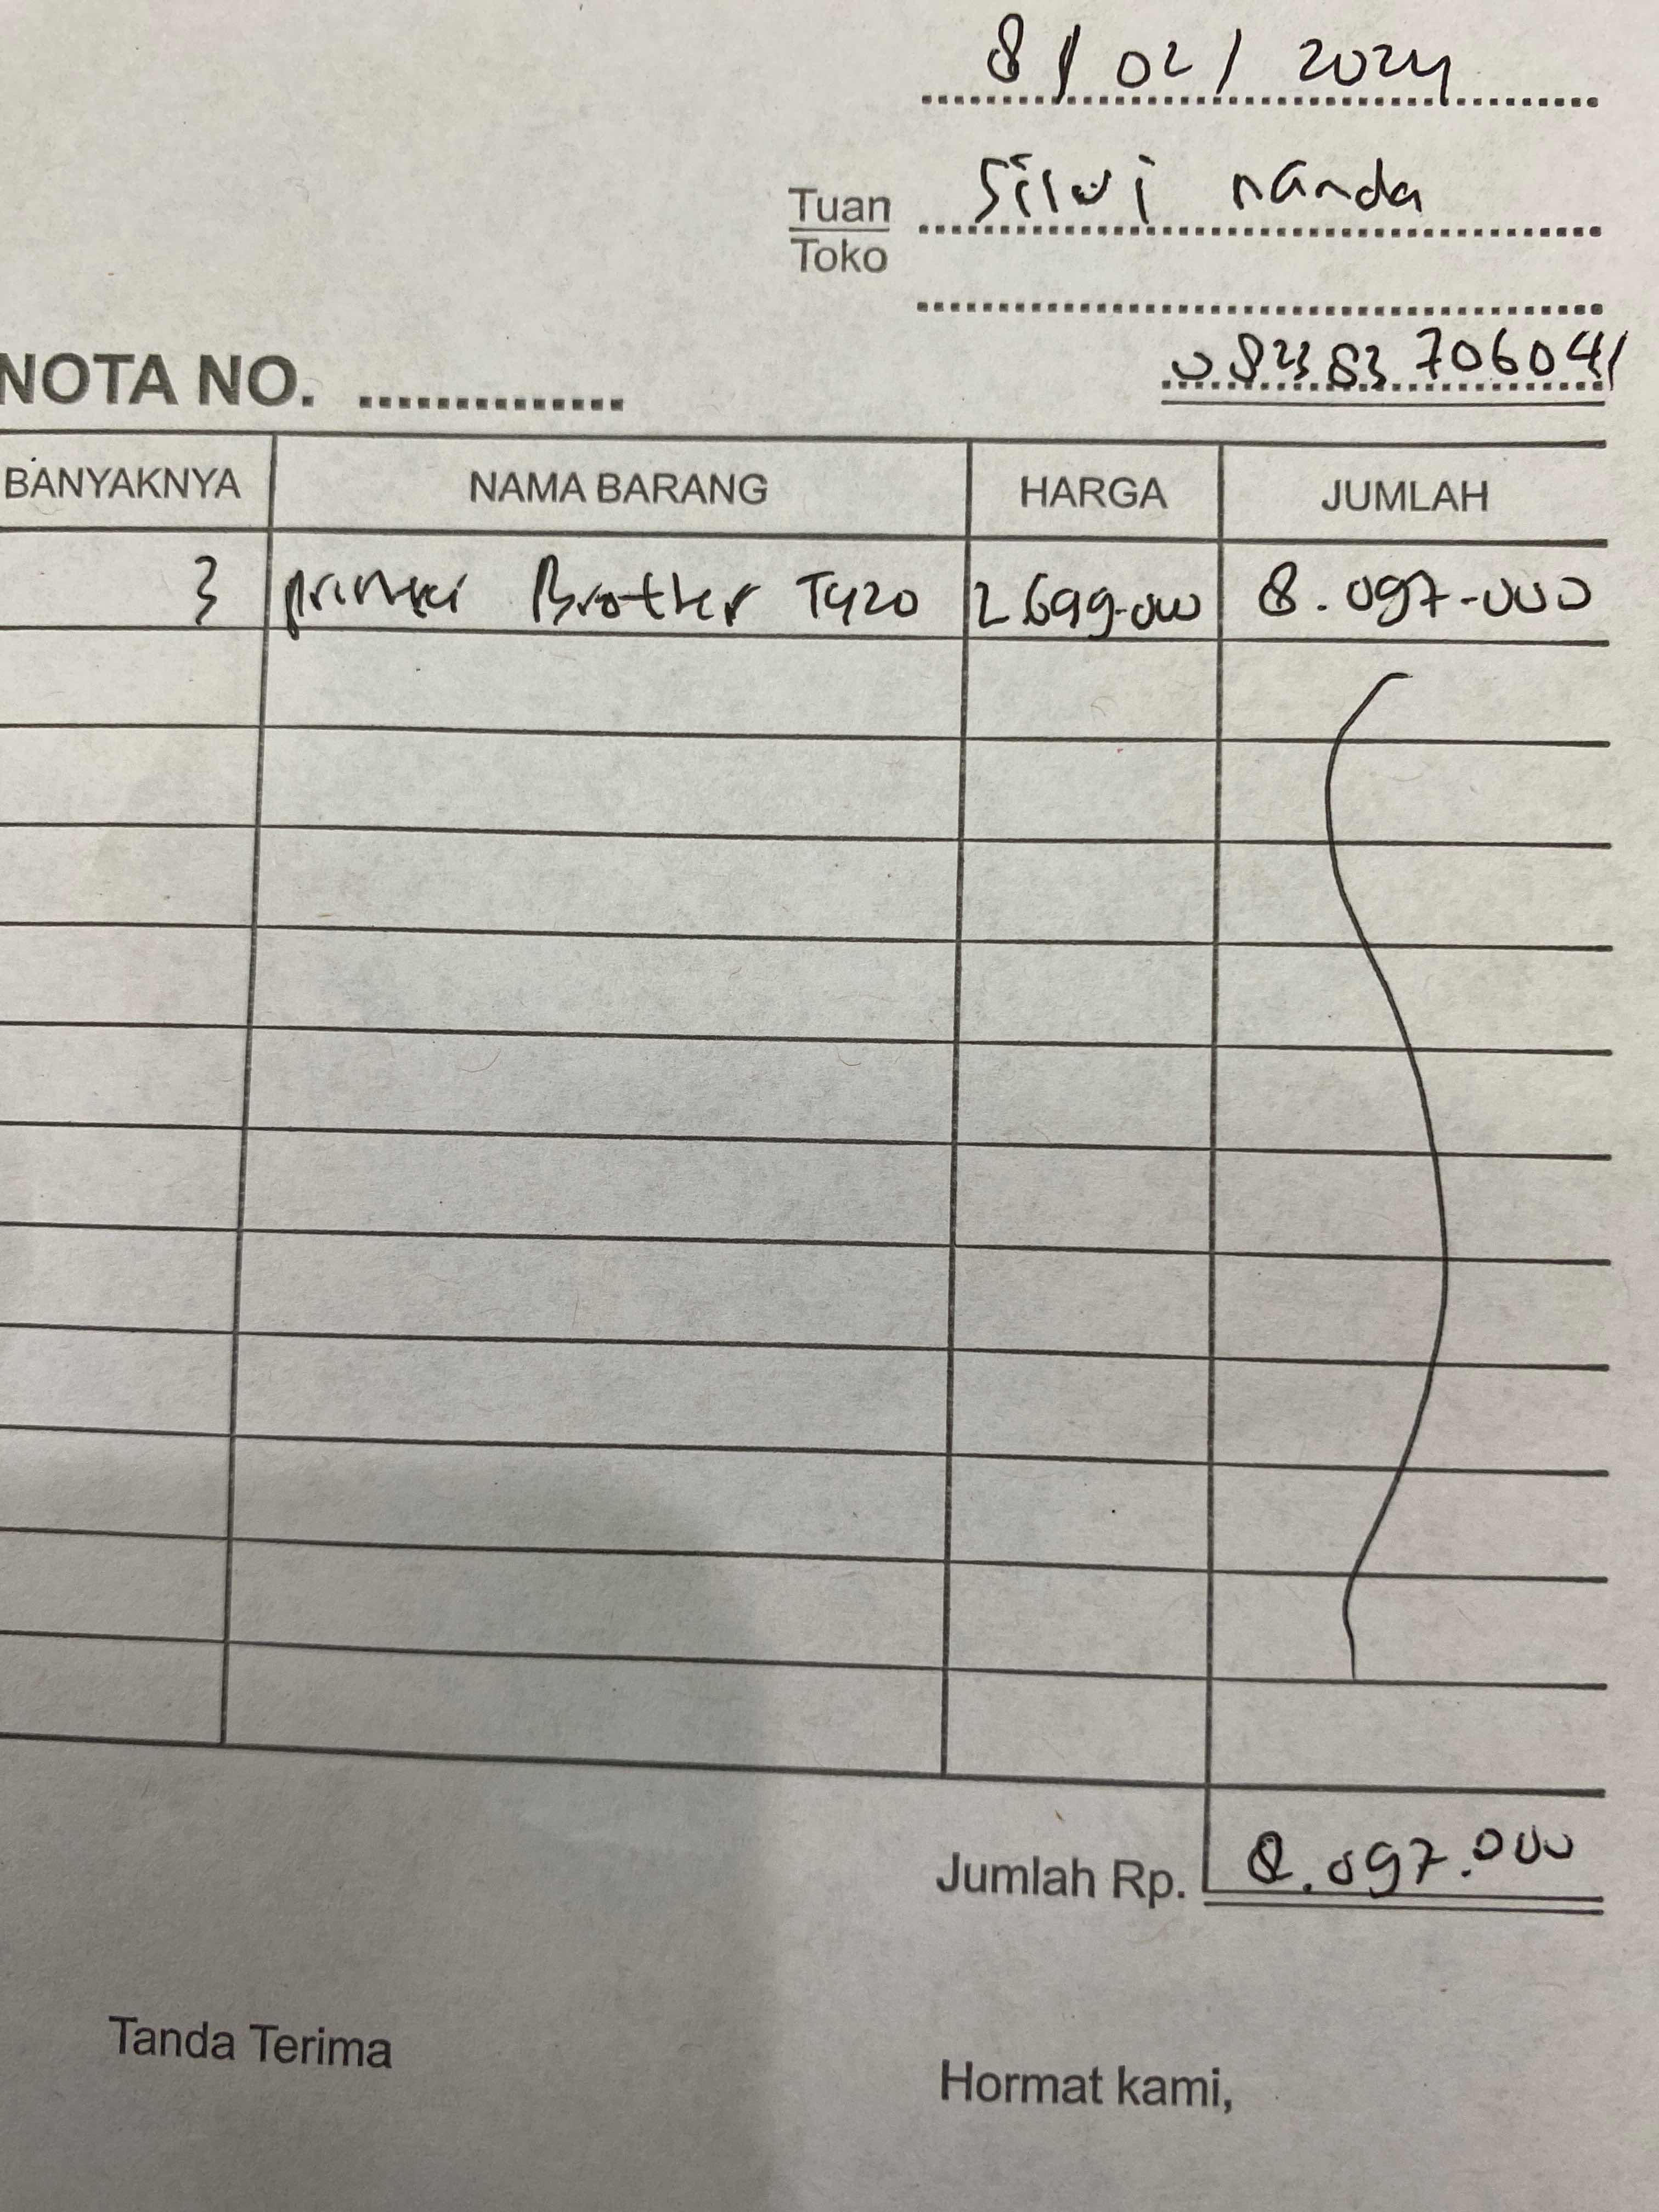 8/02/2024
Tuan Silvi nanda
Toko
NOTA NO. ..............
BANYAKNYA NAMA BARANG HARGA JUMLAH
3 printer Brother T420 2.699.000 8.097.000
Jumlah Rp. 8.097.000
Tanda Terima
Hormat kami,